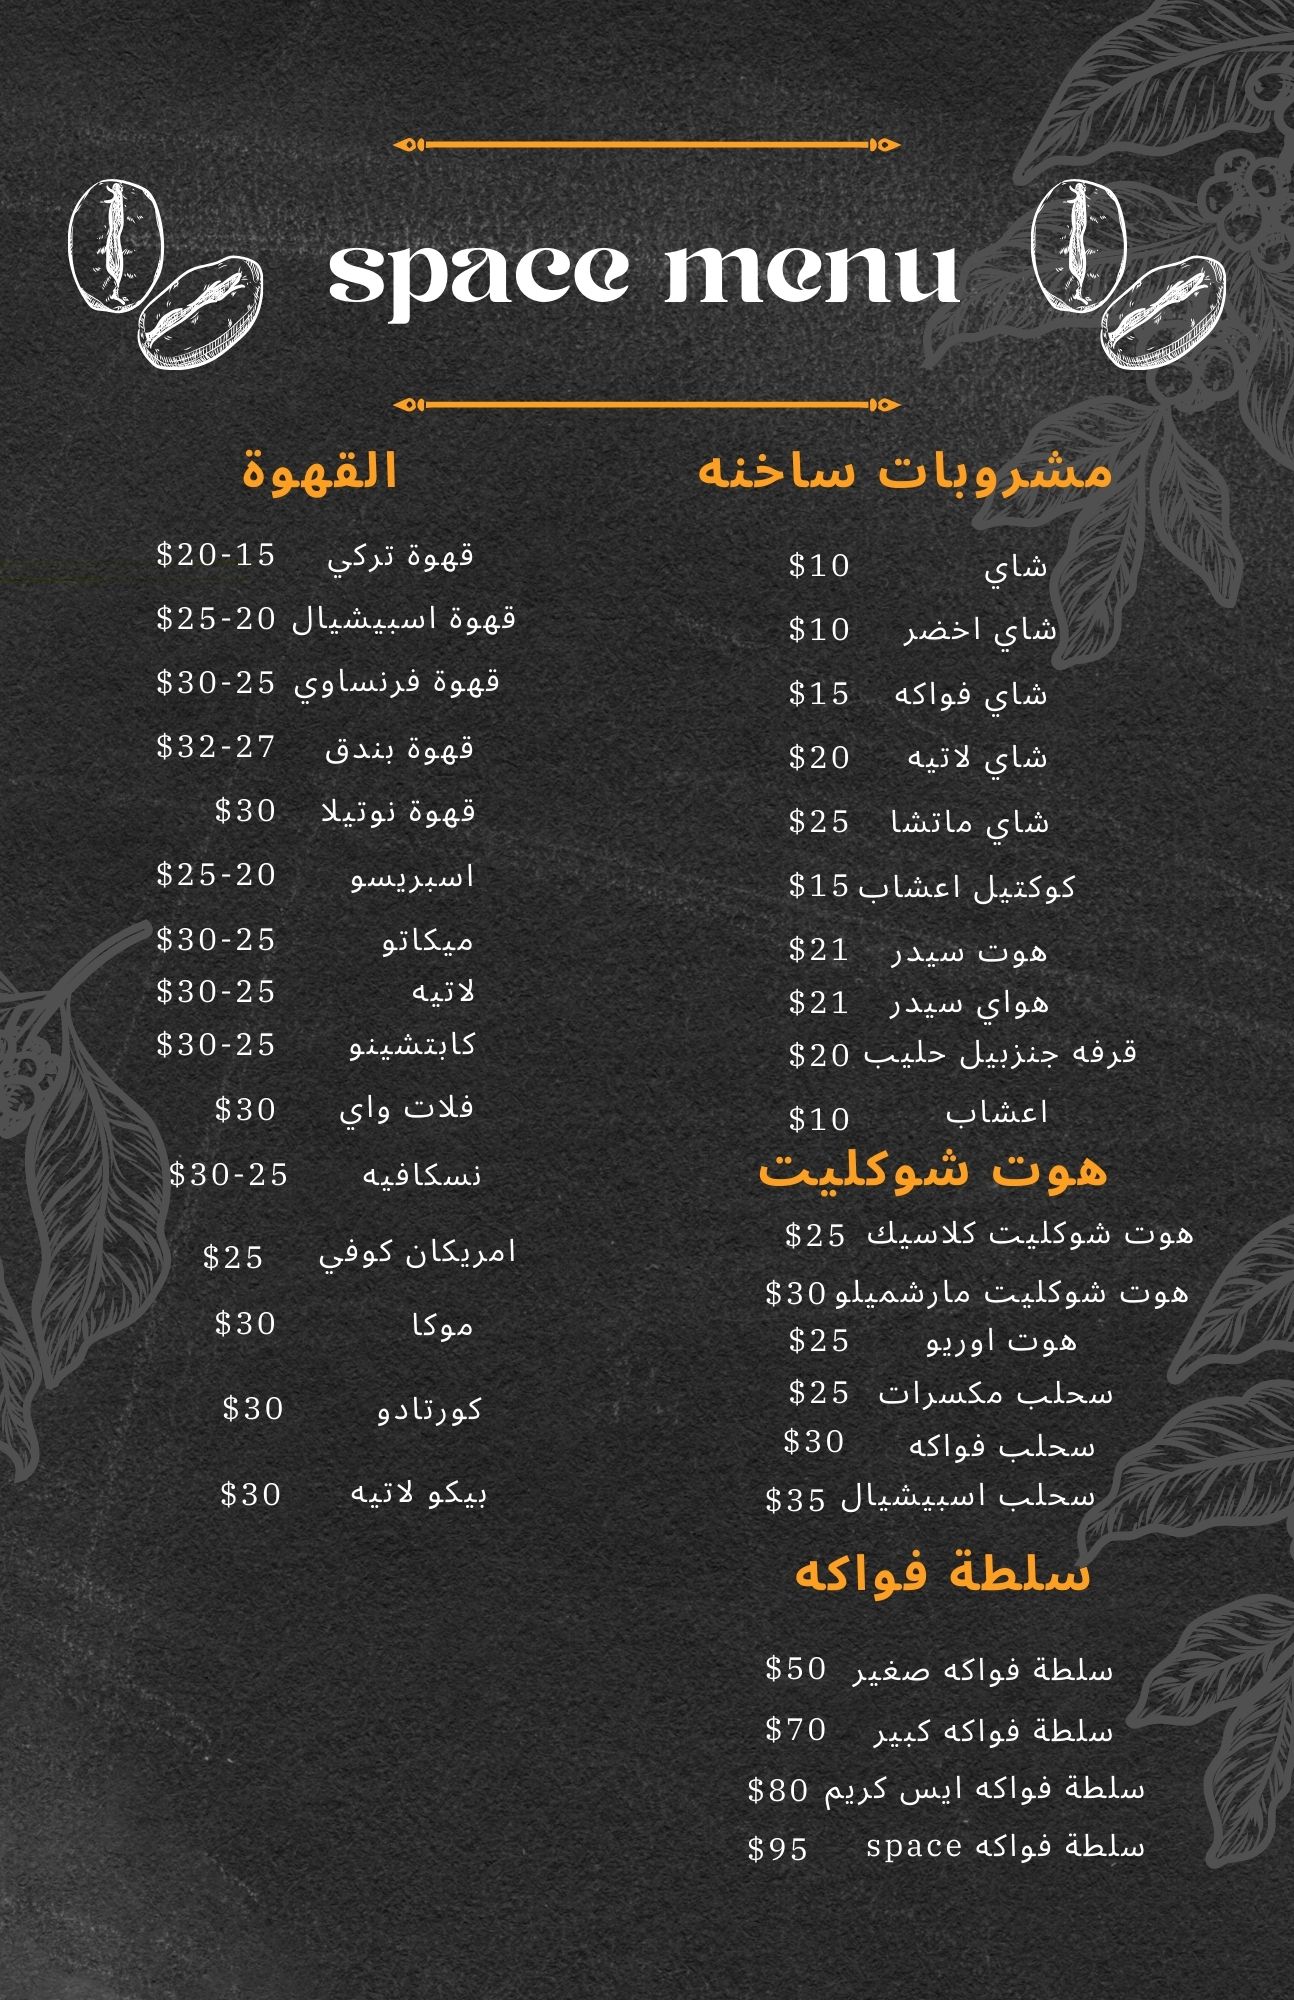 space menu
مشروبات ساخنه
شاي $10
شاي اخضر $10
شاي فواكه $15
شاي لاتيه $20
شاي ماتشا $25
كوكتيل اعشاب $15
هوت سيدر $21
هواي سيدر $21
قرفه جنزبيل حليب $20
اعشاب $10
هوت شوكليت
هوت شوكليت كلاسيك $25
هوت شوكليت مارشميلو $30
هوت اوريو $25
سحلب مكسرات $25
سحلب فواكه $30
سحلب اسبيشيال $35
سلطة فواكه
سلطة فواكه صغير $50
سلطة فواكه كبير $70
سلطة فواكه ايس كريم $80
سلطة فواكه space $95
القهوة
قهوة تركي $20-15
قهوة اسبيشيال $25-20
قهوة فرنساوي $30-25
قهوة بندق $32-27
قهوة نوتيلا $30
اسبريسو $25-20
ميكاتو $30-25
لاتيه $30-25
كابتشينو $30-25
فلات واي $30
نسكافيه $30-25
امريكان كوفي $25
موكا $30
كورتادو $30
بيكو لاتيه $30